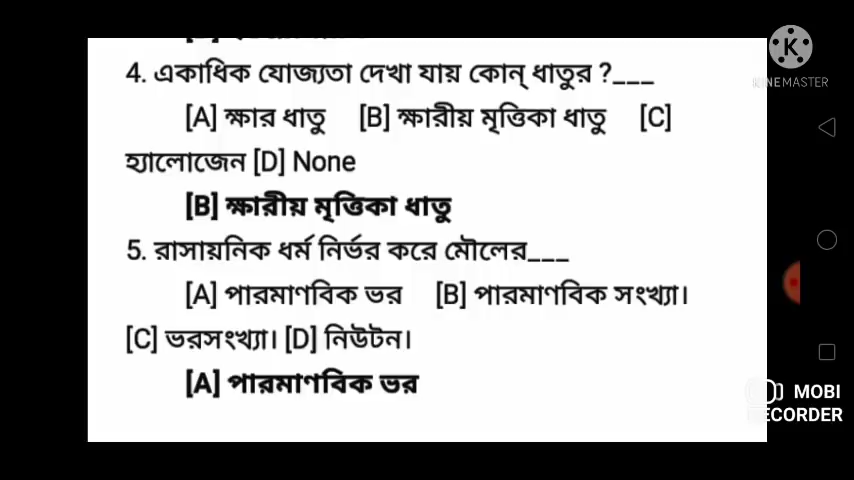 4. একাধিক যোজ্যতা দেখা যায় কোন্ ধাতুর ?___
[A] ক্ষার ধাতু [B] ক্ষারীয় মৃত্তিকা ধাতু [C]
হ্যালোজেন [D] None
[B] ক্ষারীয় মৃত্তিকা ধাতু
5. রাসায়নিক ধর্ম নির্ভর করে মৌলের___
[A] পারমাণবিক ভর [B] পারমাণবিক সংখ্যা।
[C] ভরসংখ্যা। [D] নিউটন।
[A] পারমাণবিক ভর
K
NEMASTER
MOBI
ECORDER